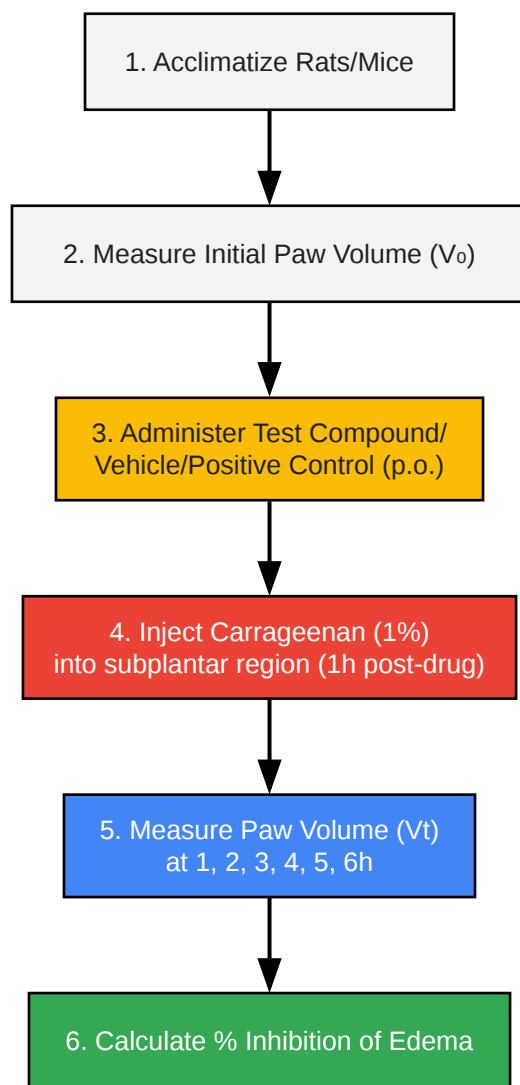 1. Acclimatize Rats/Mice
2. Measure Initial Paw Volume (V₀)
3. Administer Test Compound/
Vehicle/Positive Control (p.o.)
4. Inject Carrageenan (1%)
into subplantar region (1h post-drug)
5. Measure Paw Volume (Vt)
at 1, 2, 3, 4, 5, 6h
6. Calculate % Inhibition of Edema